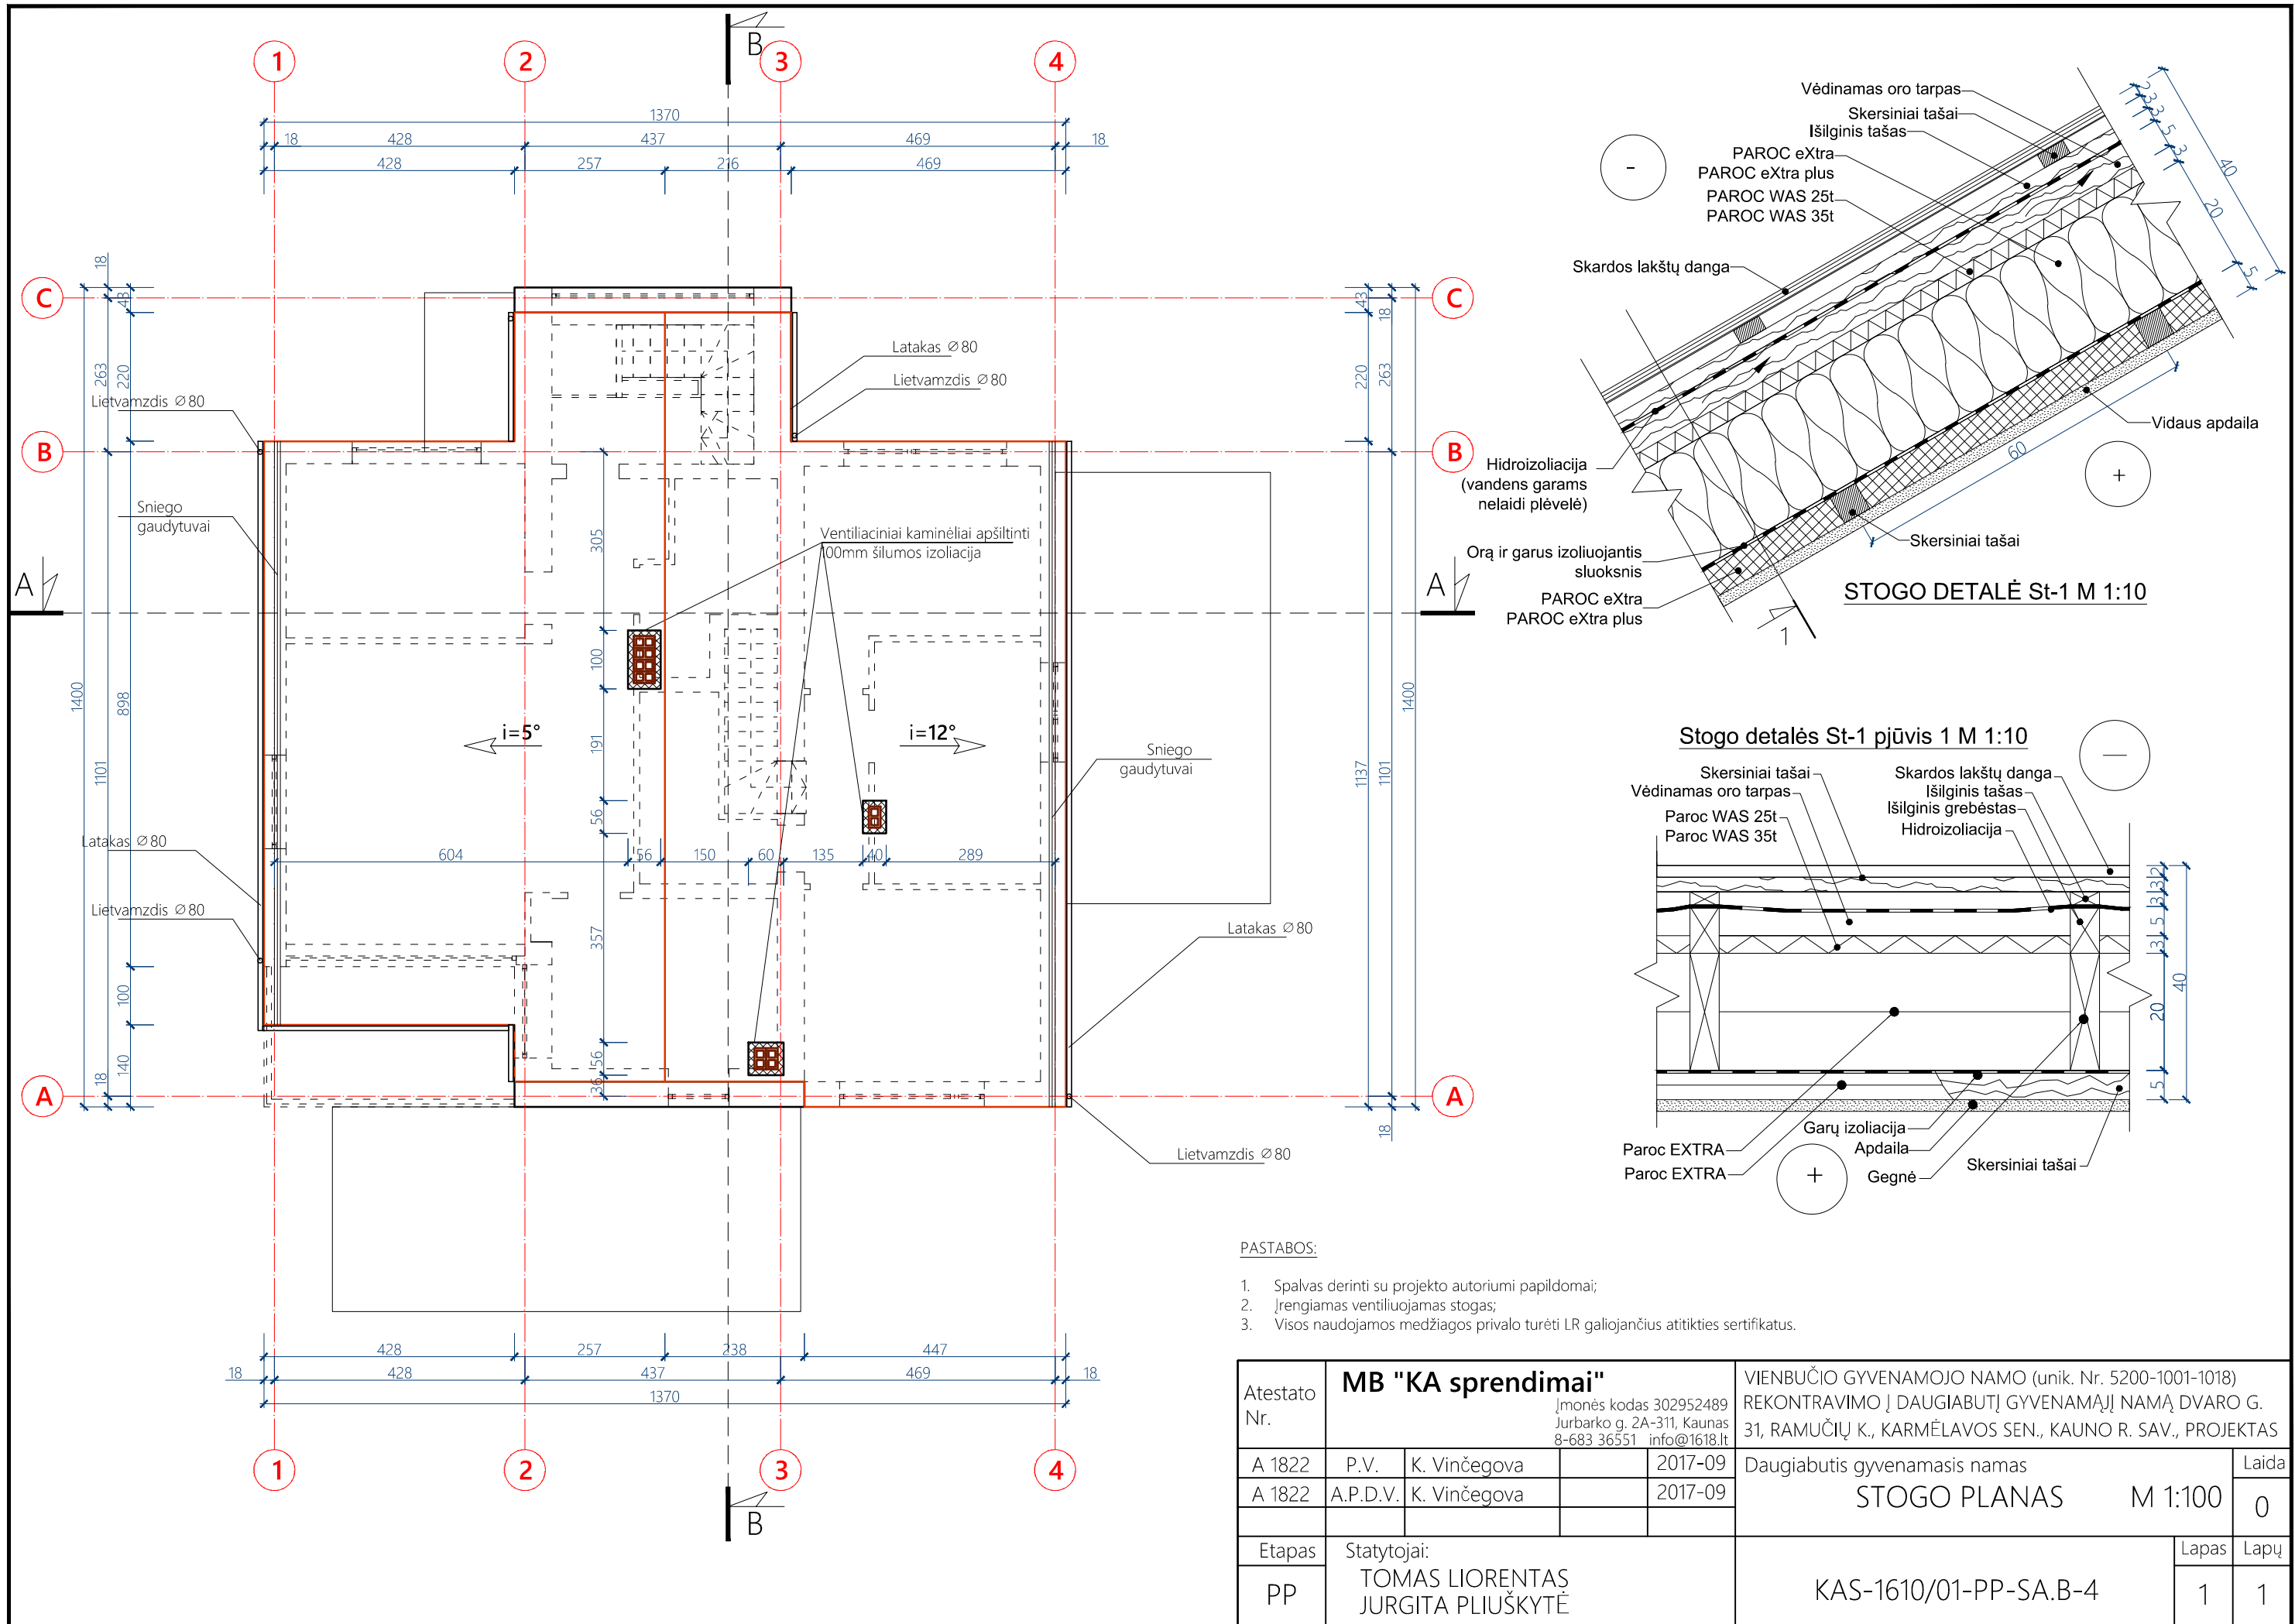 B
1
2
3
4
1370
18
428
437
469
18
428
257
216
469
18
C
43
263
220
Lietvamzdis ∅80
B
Sniego
gaudytuvai
A
1400
898
1101
Latakas ∅80
Lietvamzdis ∅80
100
140
18
A
Latakas ∅80
Lietvamzdis ∅80
Ventiliaciniai kaminėliai apšiltinti
100mm šilumos izoliacija
305
100
191
56
i=5°
i=12°
604
56
150
60
135
40
289
357
56
36
Sniego
gaudytuvai
Latakas ∅80
Lietvamzdis ∅80
C
43
18
220
263
B
A
1400
1137
1101
A
18
428
257
238
447
18
428
437
469
18
1370
1
2
3
4
B
Vėdinamas oro tarpas
Skersiniai tašai
Išilginis tašas
PAROC eXtra
PAROC eXtra plus
PAROC WAS 25t
PAROC WAS 35t
Skardos lakštų danga
-
2
3
3
5
3
20
40
5
Vidaus apdaila
60
+
Hidroizoliacija
(vandens garams
nelaidi plėvelė)
Skersiniai tašai
Orą ir garus izoliuojantis
sluoksnis
PAROC eXtra
PAROC eXtra plus
1
STOGO DETALĖ St-1 M 1:10
Stogo detalės St-1 pjūvis 1 M 1:10
Skersiniai tašai
Vėdinamas oro tarpas
Paroc WAS 25t
Paroc WAS 35t
Skardos lakštų danga
Išilginis tašas
Išilginis grebėstas
Hidroizoliacija
—
2
3
3
5
3
20
40
5
Garų izoliacija
Paroc EXTRA
Apdaila
Paroc EXTRA
Gegnė
Skersiniai tašai
+
PASTABOS:
1. Spalvas derinti su projekto autoriumi papildomai;
2. Įrengiamas ventiliuojamas stogas;
3. Visos naudojamos medžiagos privalo turėti LR galiojančius atitikties sertifikatus.
Atestato
Nr.
MB "KA sprendimai"
Įmonės kodas 302952489
Jurbarko g. 2A-311, Kaunas
8-683 36551 info@1618.lt
VIENBUČIO GYVENAMOJO NAMO (unik. Nr. 5200-1001-1018)
REKONTRAVIMO Į DAUGIABUTĮ GYVENAMĄJĮ NAMĄ DVARO G.
31, RAMUČIŲ K., KARMĖLAVOS SEN., KAUNO R. SAV., PROJEKTAS
A 1822 P.V. K. Vinčegova 2017-09
A 1822 A.P.D.V. K. Vinčegova 2017-09
Daugiabutis gyvenamasis namas
STOGO PLANAS M 1:100
Laida
0
Etapas
PP
Statytojai:
TOMAS LIORENTAS
JURGITA PLIUŠKYTĖ
KAS-1610/01-PP-SA.B-4
Lapas Lapų
1 1